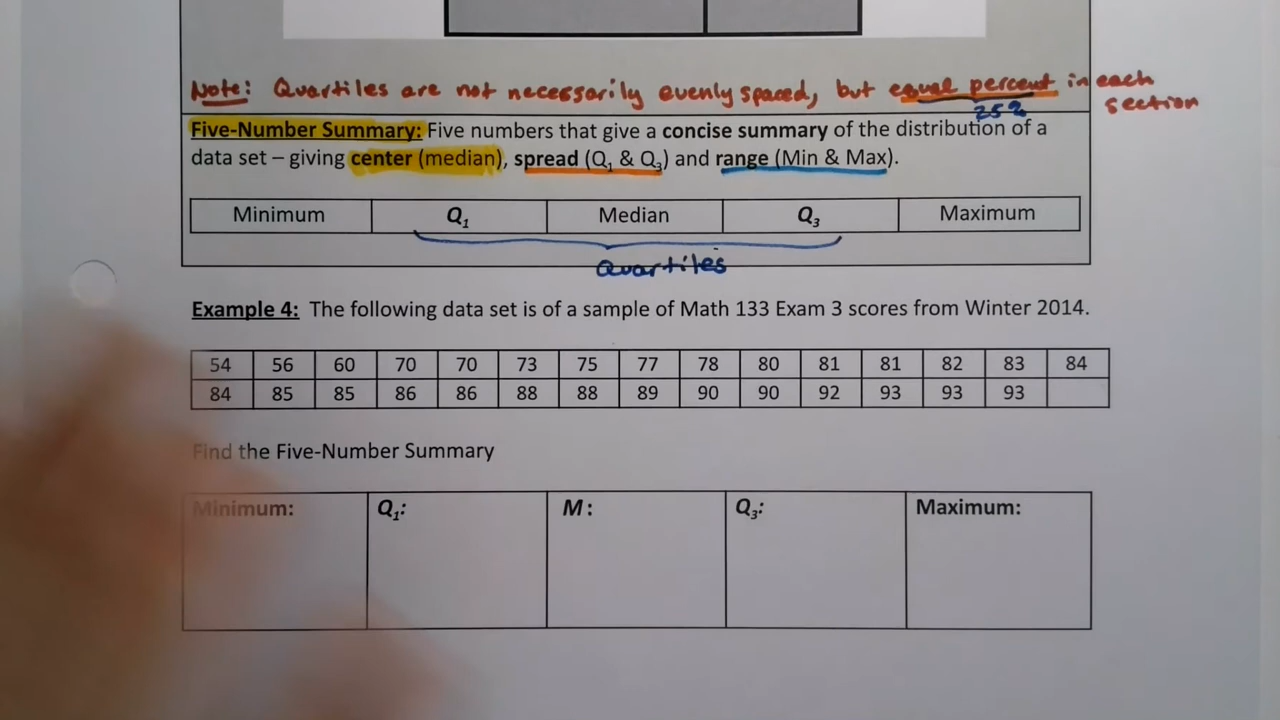 Note: Quartiles are not necessarily evenly spaced, but equal percent in each section
25%
Five-Number Summary: Five numbers that give a concise summary of the distribution of a
data set – giving center (median), spread (Q₁ & Q₃) and range (Min & Max).
Minimum Q₁ Median Q₃ Maximum
Quartiles
Example 4: The following data set is of a sample of Math 133 Exam 3 scores from Winter 2014.
54 56 60 70 70 73 75 77 78 80 81 81 82 83 84
84 85 85 86 86 88 88 89 90 90 92 93 93 93
Find the Five-Number Summary
Minimum: Q₁: M: Q₃: Maximum: